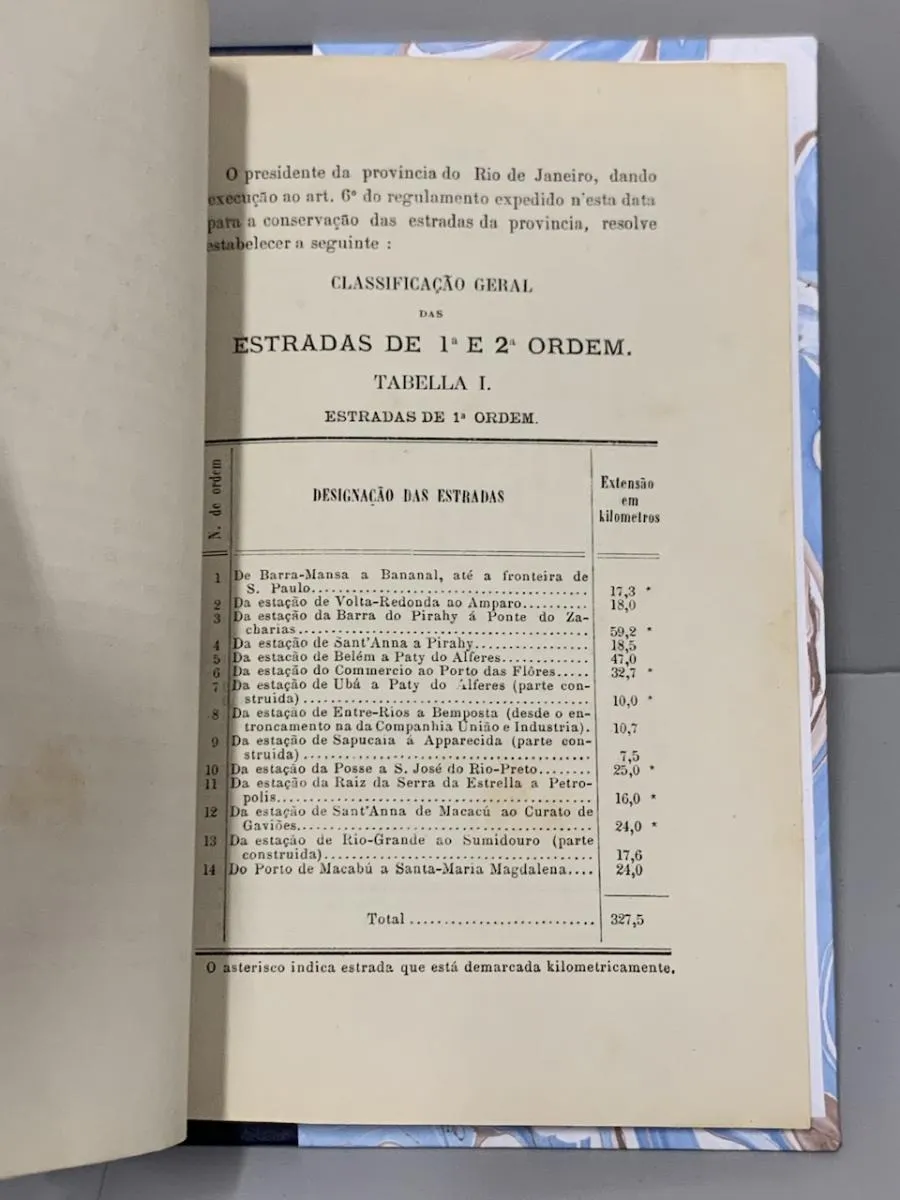 O presidente da provincia do Rio de Janeiro, dando
execução ao art. 6º do regulamento expedido n'esta data
para a conservação das estradas da provincia, resolve
estabelecer a seguinte :
CLASSIFICAÇÃO GERAL
DAS
ESTRADAS DE 1ª E 2ª ORDEM.
TABELLA I.
ESTRADAS DE 1ª ORDEM.
N. de ordem
DESIGNAÇÃO DAS ESTRADAS
Extensão
em
kilometros
1 De Barra-Mansa a Bananal, até a fronteira de
S. Paulo........................................ 17,3 *
2 Da estação de Volta-Redonda ao Amparo.......... 18,0
3 Da estação da Barra do Pirahy á Ponte do Za-
charias......................................... 59,2 *
4 Da estação de Sant'Anna a Pirahy................ 18,5
5 Da estacão de Belém a Paty do Alferes............ 47,0
6 Da estação do Commercio ao Porto das Flôres..... 32,7 *
7 Da estação de Ubá a Paty do Alferes (parte con-
struida)........................................ 10,0 *
8 Da estação de Entre-Rios a Bemposta (desde o en-
troncamento na da Companhia União e Industria). 10,7
9 Da estação de Sapucaia á Apparecida (parte con-
struida)........................................ 7,5
10 Da estação da Posse a S. José do Rio-Preto........ 25,0 *
11 Da estação da Raiz da Serra da Estrella a Petro-
polis........................................... 16,0 *
12 Da estação de Sant'Anna de Macacú ao Curato de
Gaviões......................................... 24,0 *
13 Da estação de Rio-Grande ao Sumidouro (parte
construida)..................................... 17,6
14 Do Porto de Macabú a Santa-Maria Magdalena.... 24,0
Total .......................... 327,5
O asterisco indica estrada que está demarcada kilometricamente.